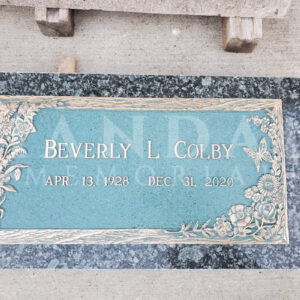 BEVERLY L COLBY
APR. 13, 1928 DEC. 31, 2020